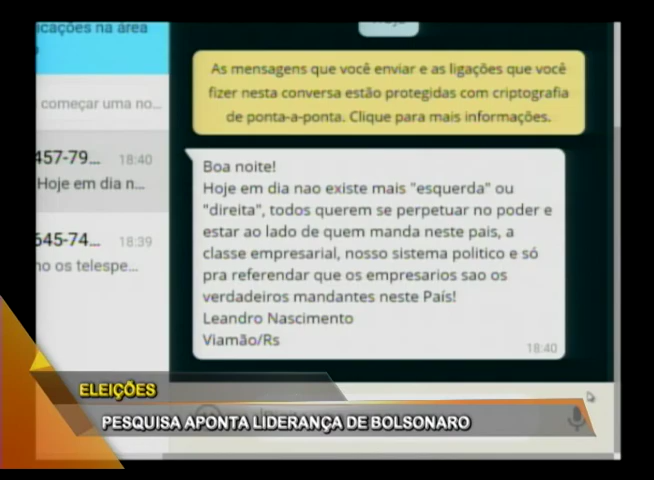 icações na área
Hoje
As mensagens que você enviar e as ligações que você
fizer nesta conversa estão protegidas com criptografia
de ponta-a-ponta. Clique para mais informações.
começar uma no...
457-79... 18:40
Hoje em dia n...
645-74... 18:39
no os telespe...
Boa noite!
Hoje em dia nao existe mais "esquerda" ou
"direita", todos querem se perpetuar no poder e
estar ao lado de quem manda neste pais, a
classe empresarial, nosso sistema politico e só
pra referendar que os empresarios sao os
verdadeiros mandantes neste País!
Leandro Nascimento
Viamão/Rs
18:40
ELEIÇÕES
PESQUISA APONTA LIDERANÇA DE BOLSONARO